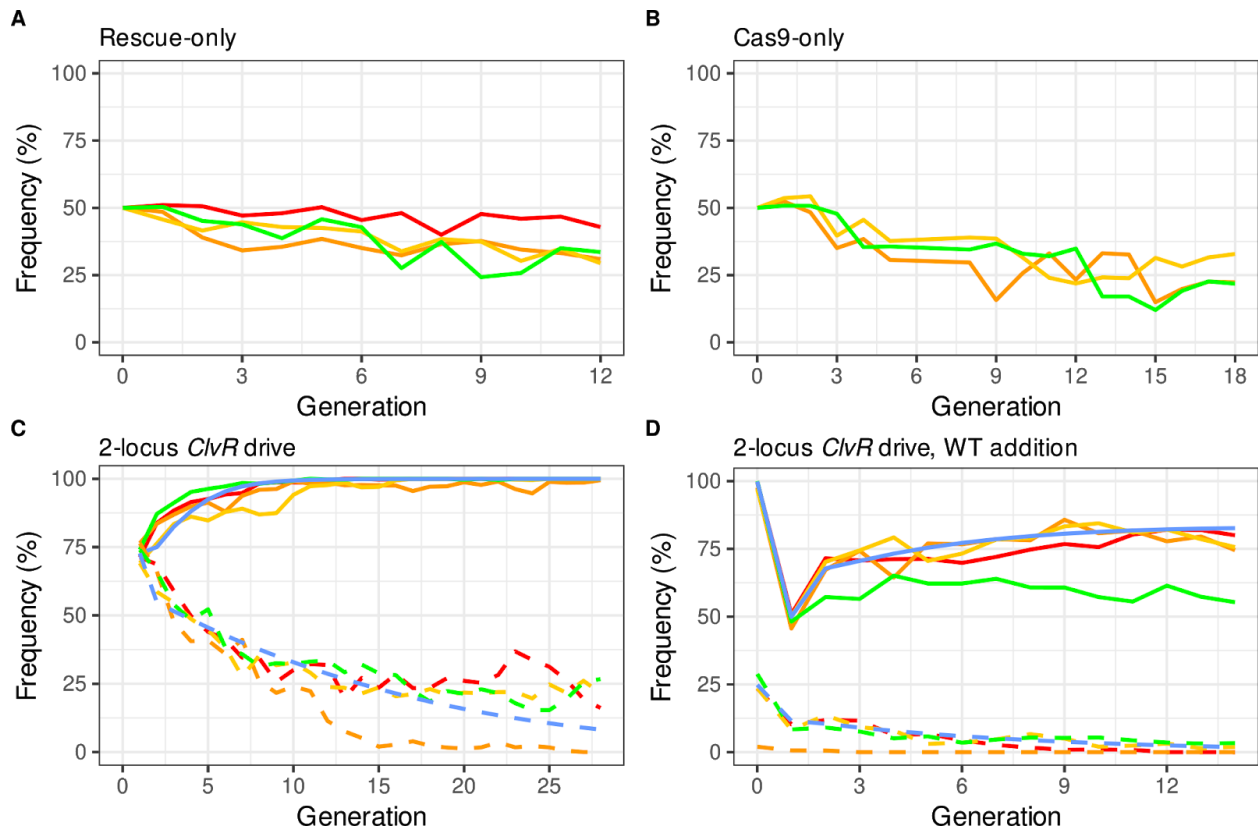 A
Rescue-only
100
75
50
25
0
Frequency (%)
0 3 6 9 12
Generation
B
Cas9-only
100
75
50
25
0
Frequency (%)
0 3 6 9 12 15 18
Generation
C
2-locus ClvR drive
100
75
50
25
0
Frequency (%)
0 5 10 15 20 25
Generation
D
2-locus ClvR drive, WT addition
100
75
50
25
0
Frequency (%)
0 3 6 9 12
Generation